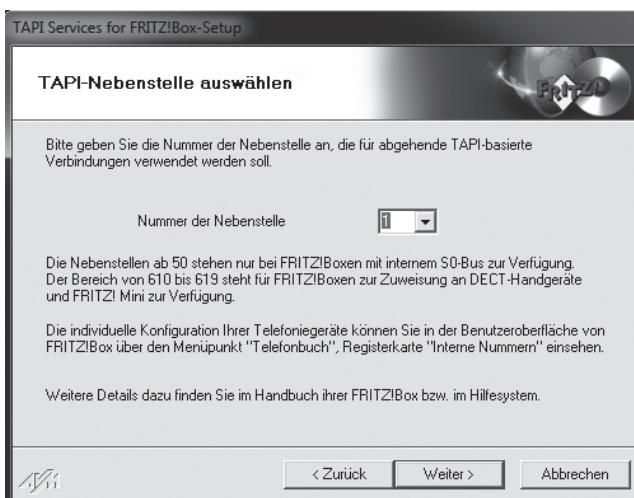 TAPI Services for FRITZ!Box-Setup
TAPI-Nebenstelle auswählen
FRITZ!
Bitte geben Sie die Nummer der Nebenstelle an, die für abgehende TAPI-basierte
Verbindungen verwendet werden soll.
Nummer der Nebenstelle
1
Die Nebenstellen ab 50 stehen nur bei FRITZ!Boxen mit internem S0-Bus zur Verfügung.
Der Bereich von 610 bis 619 steht für FRITZ!Boxen zur Zuweisung an DECT-Handgeräte
und FRITZ! Mini zur Verfügung.
Die individuelle Konfiguration Ihrer Telefoniegeräte können Sie in der Benutzeroberfläche von
FRITZ!Box über den Menüpunkt "Telefonbuch", Registerkarte "Interne Nummern" einsehen.
Weitere Details dazu finden Sie im Handbuch ihrer FRITZ!Box bzw. im Hilfesystem.
AVM
< Zurück
Weiter >
Abbrechen